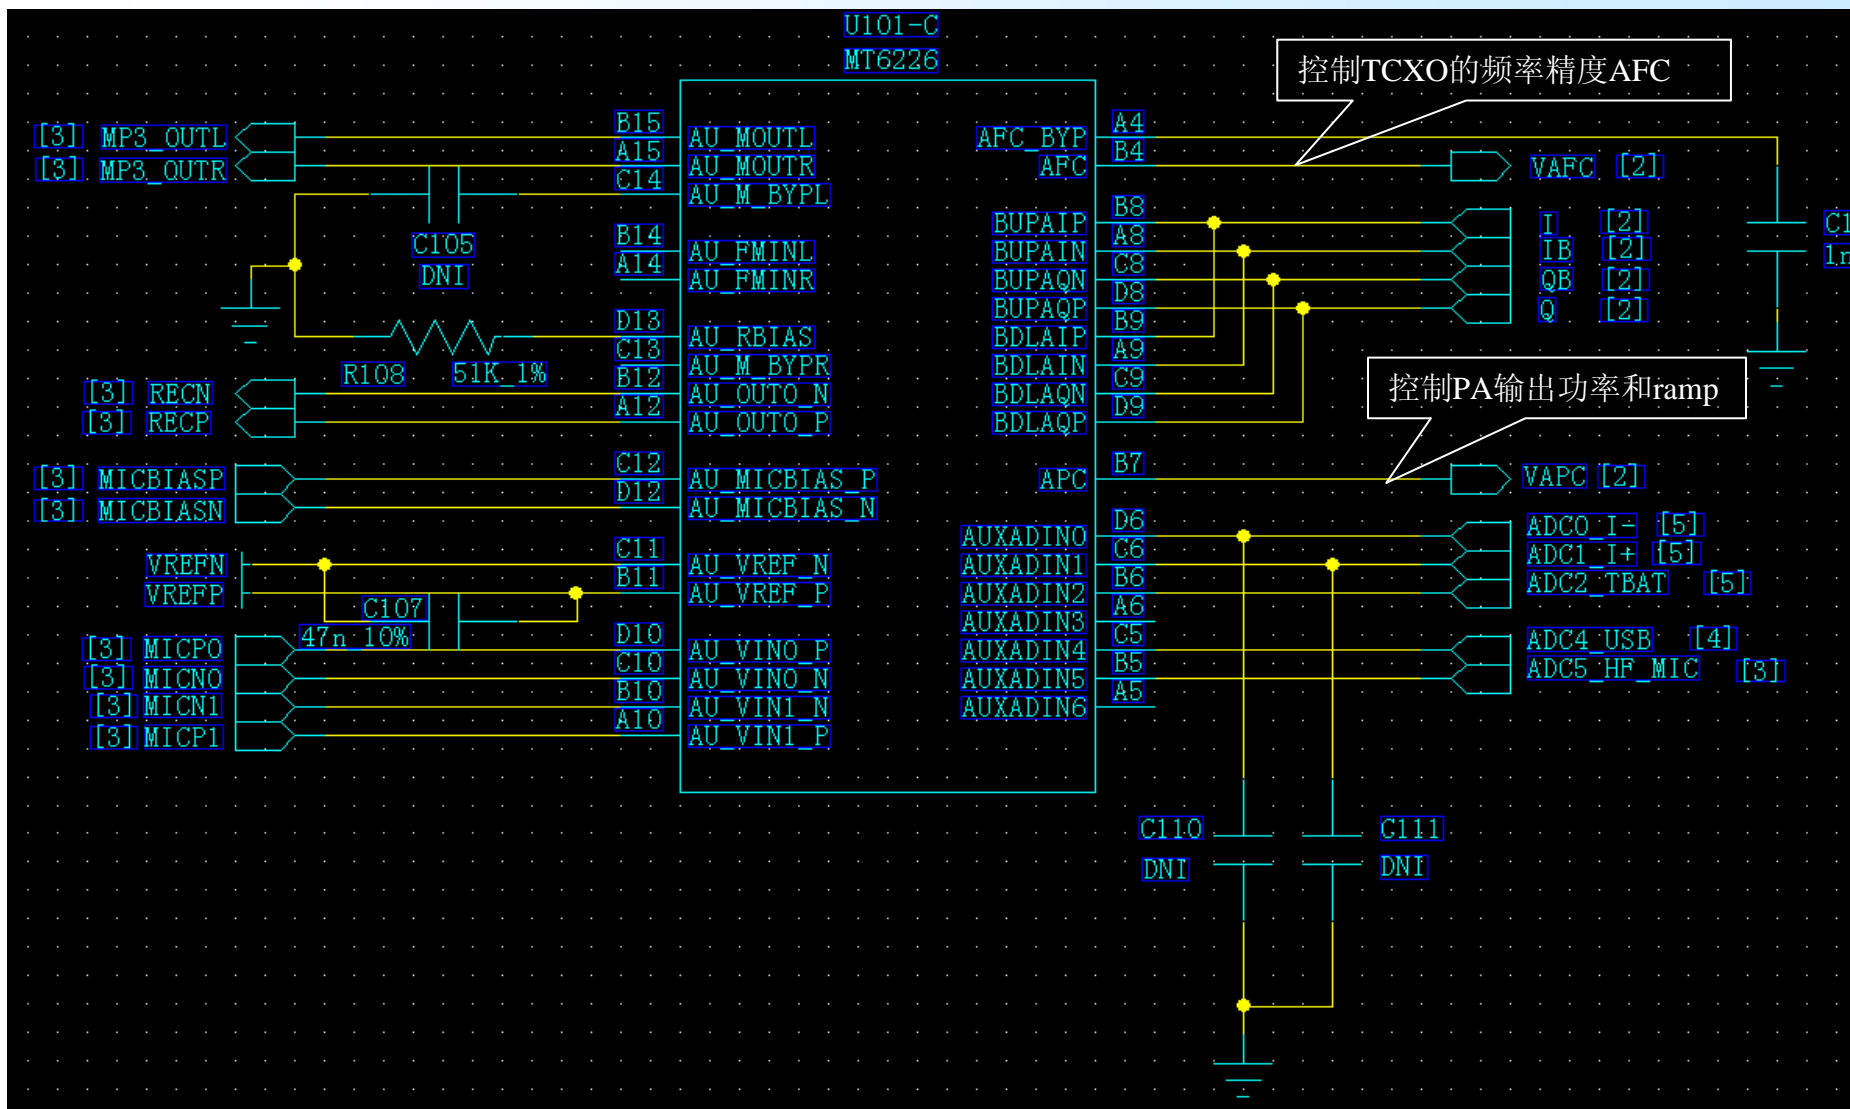 U101-C
MT6226
控制TCXO的频率精度AFC
[3] MP3_OUTL
[3] MP3_OUTR
B15
A15
C14
B14
A14
D13
C13
B12
A12
C12
D12
C11
B11
D10
C10
B10
A10
AU_MOUTL
AU_MOUTR
AU_M_BYPL
AU_FMINL
AU_FMINR
AU_RBIAS
AU_M_BYPR
AU_OUT0_N
AU_OUT0_P
AU_MICBIAS_P
AU_MICBIAS_N
AU_VREF_N
AU_VREF_P
AU_VIN0_P
AU_VIN0_N
AU_VIN1_N
AU_VIN1_P
C105
DNI
R108 51K_1%
[3] RECN
[3] RECP
[3] MICBIASP
[3] MICBIASN
VREFN
VREFP
C107
47n_10%
[3] MICP0
[3] MICN0
[3] MICN1
[3] MICP1
AFC_BYP
AFC
BUPAIP
BUPAIN
BUPAQN
BUPAQP
BDLAIP
BDLAIN
BDLAQN
BDLAQP
APC
AUXADIN0
AUXADIN1
AUXADIN2
AUXADIN3
AUXADIN4
AUXADIN5
AUXADIN6
A4
B4
B8
A8
C8
D8
B9
A9
C9
D9
B7
D6
C6
B6
A6
C5
B5
A5
VAFC [2]
I [2]
IB [2]
QB [2]
Q [2]
C1
1n
控制PA输出功率和ramp
VAPC [2]
ADC0_I- [5]
ADC1_I+ [5]
ADC2_TBAT [5]
ADC4_USB [4]
ADC5_HF_MIC [3]
C110
DNI
C111
DNI